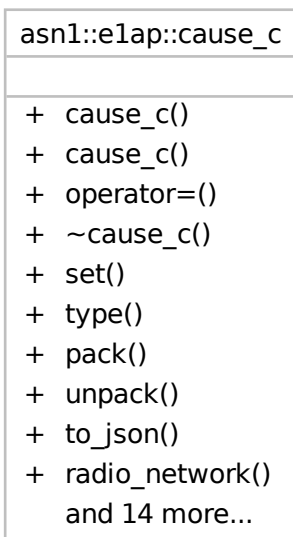 asn1::e1ap::cause_c
+ cause_c()
+ cause_c()
+ operator=()
+ ~cause_c()
+ set()
+ type()
+ pack()
+ unpack()
+ to_json()
+ radio_network()
and 14 more...